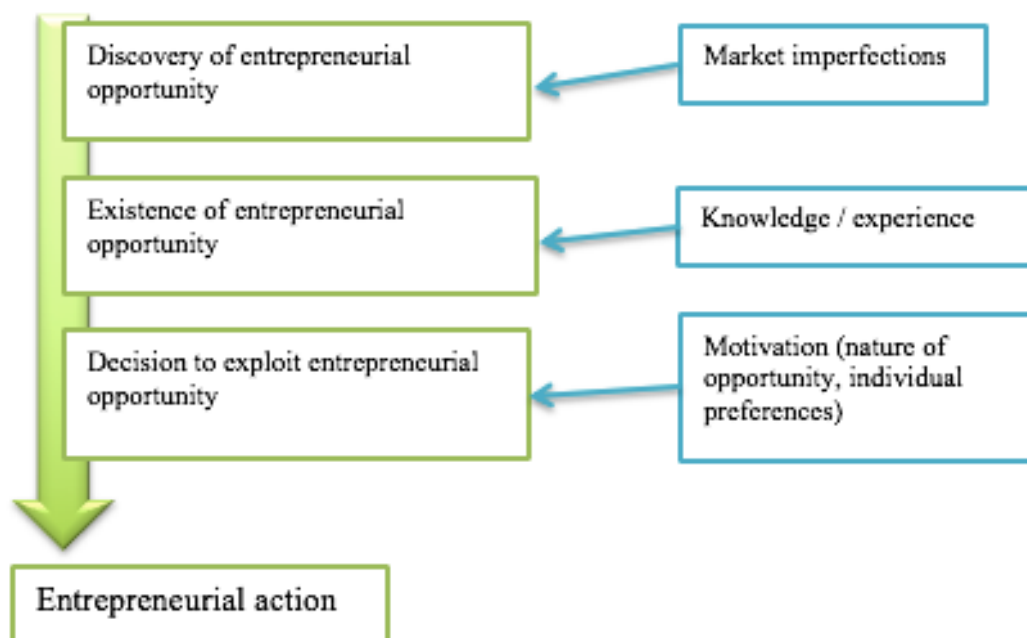 Discovery of entrepreneurial
opportunity
Market imperfections
Existence of entrepreneurial
opportunity
Knowledge / experience
Decision to exploit entrepreneurial
opportunity
Motivation (nature of
opportunity, individual
preferences)
Entrepreneurial action